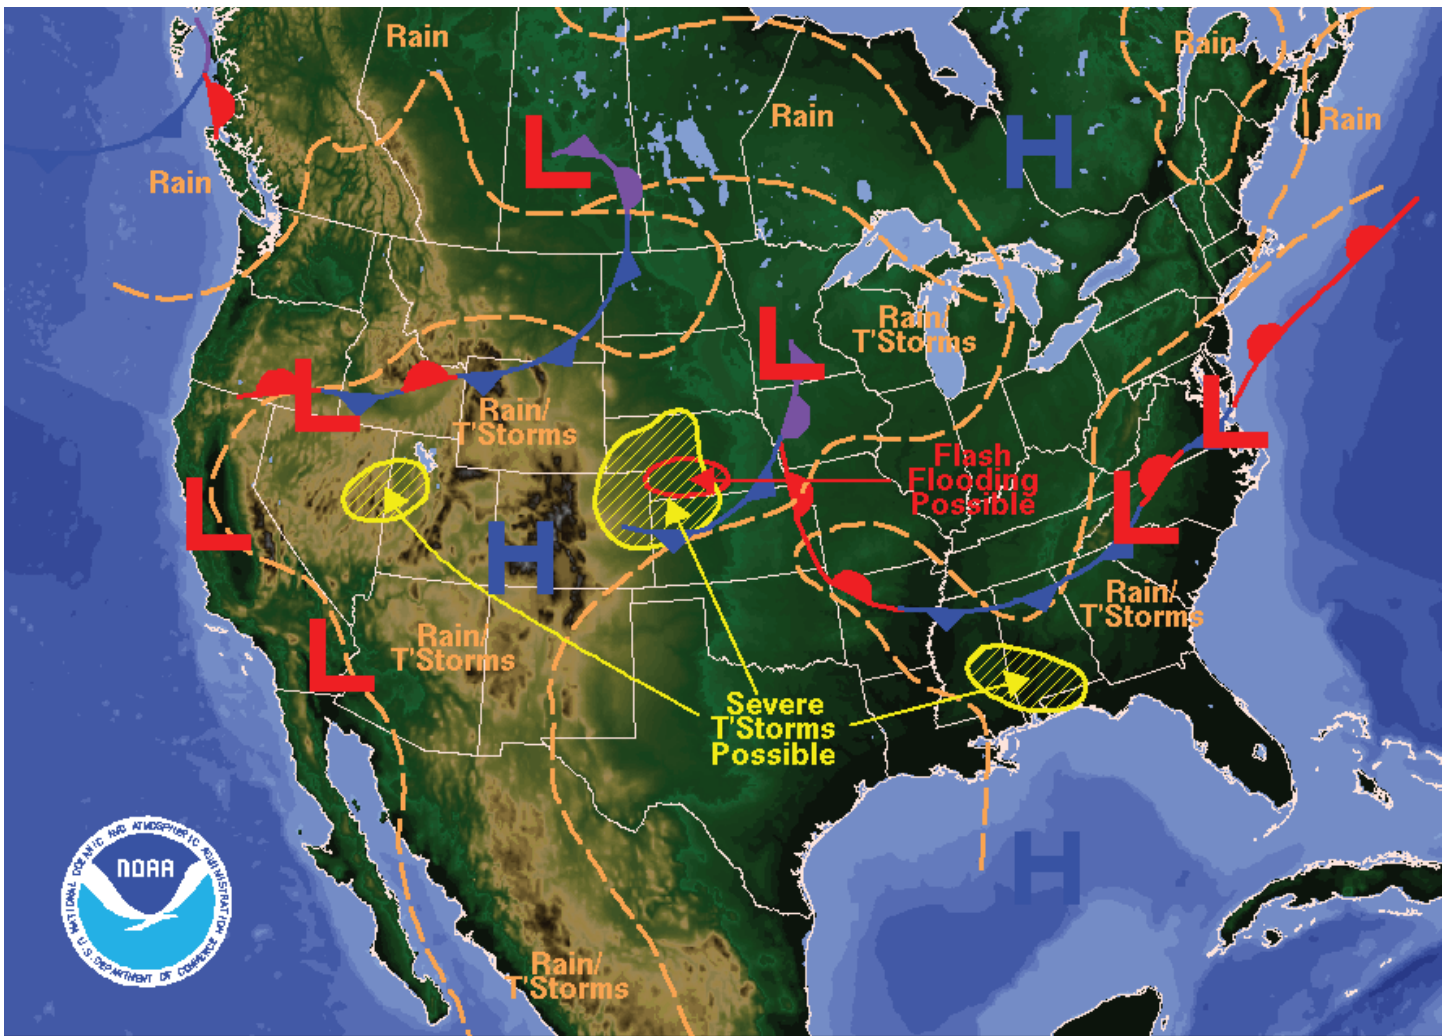 Rain
Rain
Rain
Rain
Rain
H
L
L
Rain/
T'Storms
L
L
Rain/
T'Storms
L
Flash
Flooding
Possible
L
L
H
Rain/
T'Storms
Rain/
T'Storms
L
Severe
T'Storms
Possible
H
NATIONAL OCEANIC AND ATMOSPHERIC ADMINISTRATION
NOAA
U.S. DEPARTMENT OF COMMERCE
Rain/
T'Storms